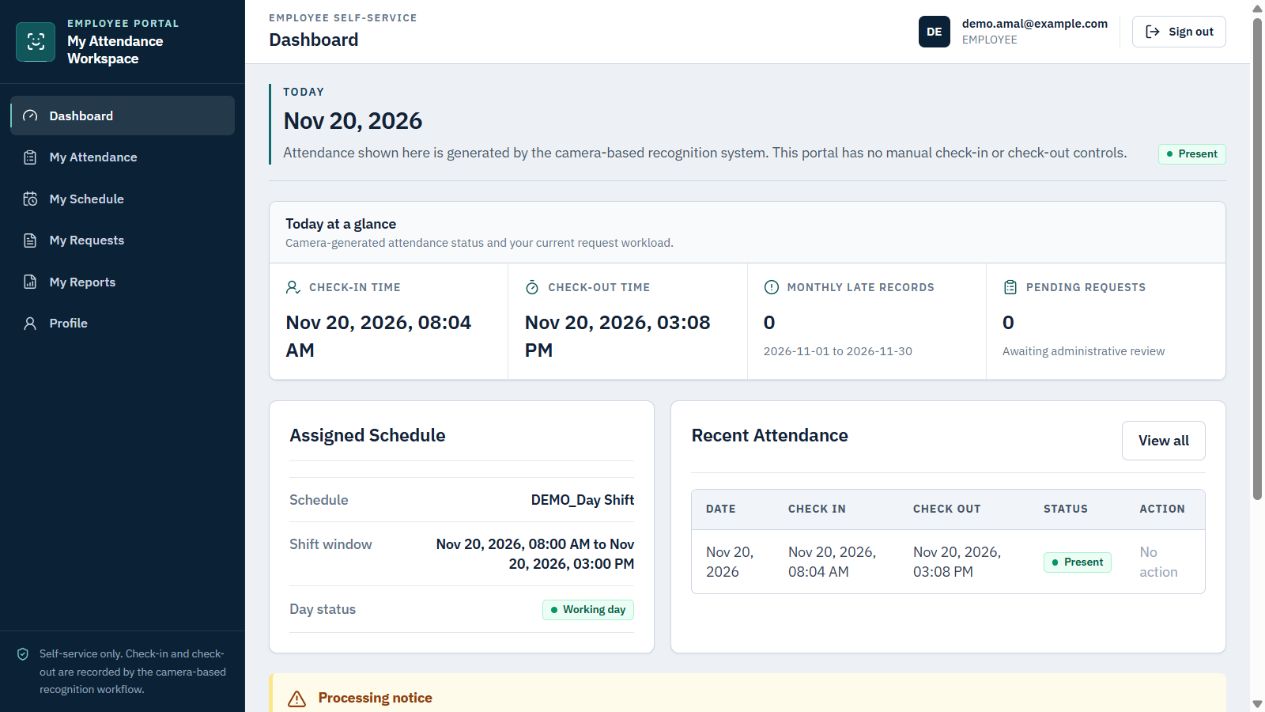 EMPLOYEE PORTAL
My Attendance
Workspace
Dashboard
My Attendance
My Schedule
My Requests
My Reports
Profile
Self-service only. Check-in and check-
out are recorded by the camera-based
recognition workflow.
EMPLOYEE SELF-SERVICE
Dashboard
DE
demo.amal@example.com
EMPLOYEE
Sign out
TODAY
Nov 20, 2026
Attendance shown here is generated by the camera-based recognition system. This portal has no manual check-in or check-out controls.
Present
Today at a glance
Camera-generated attendance status and your current request workload.
CHECK-IN TIME
Nov 20, 2026, 08:04
AM
CHECK-OUT TIME
Nov 20, 2026, 03:08
PM
MONTHLY LATE RECORDS
0
2026-11-01 to 2026-11-30
PENDING REQUESTS
0
Awaiting administrative review
Assigned Schedule
Schedule DEMO_Day Shift
Shift window Nov 20, 2026, 08:00 AM to Nov
20, 2026, 03:00 PM
Day status Working day
Recent Attendance
View all
DATE CHECK IN CHECK OUT STATUS ACTION
Nov 20, Nov 20, 2026, Nov 20, 2026, Present No
2026 08:04 AM 03:08 PM action
Processing notice